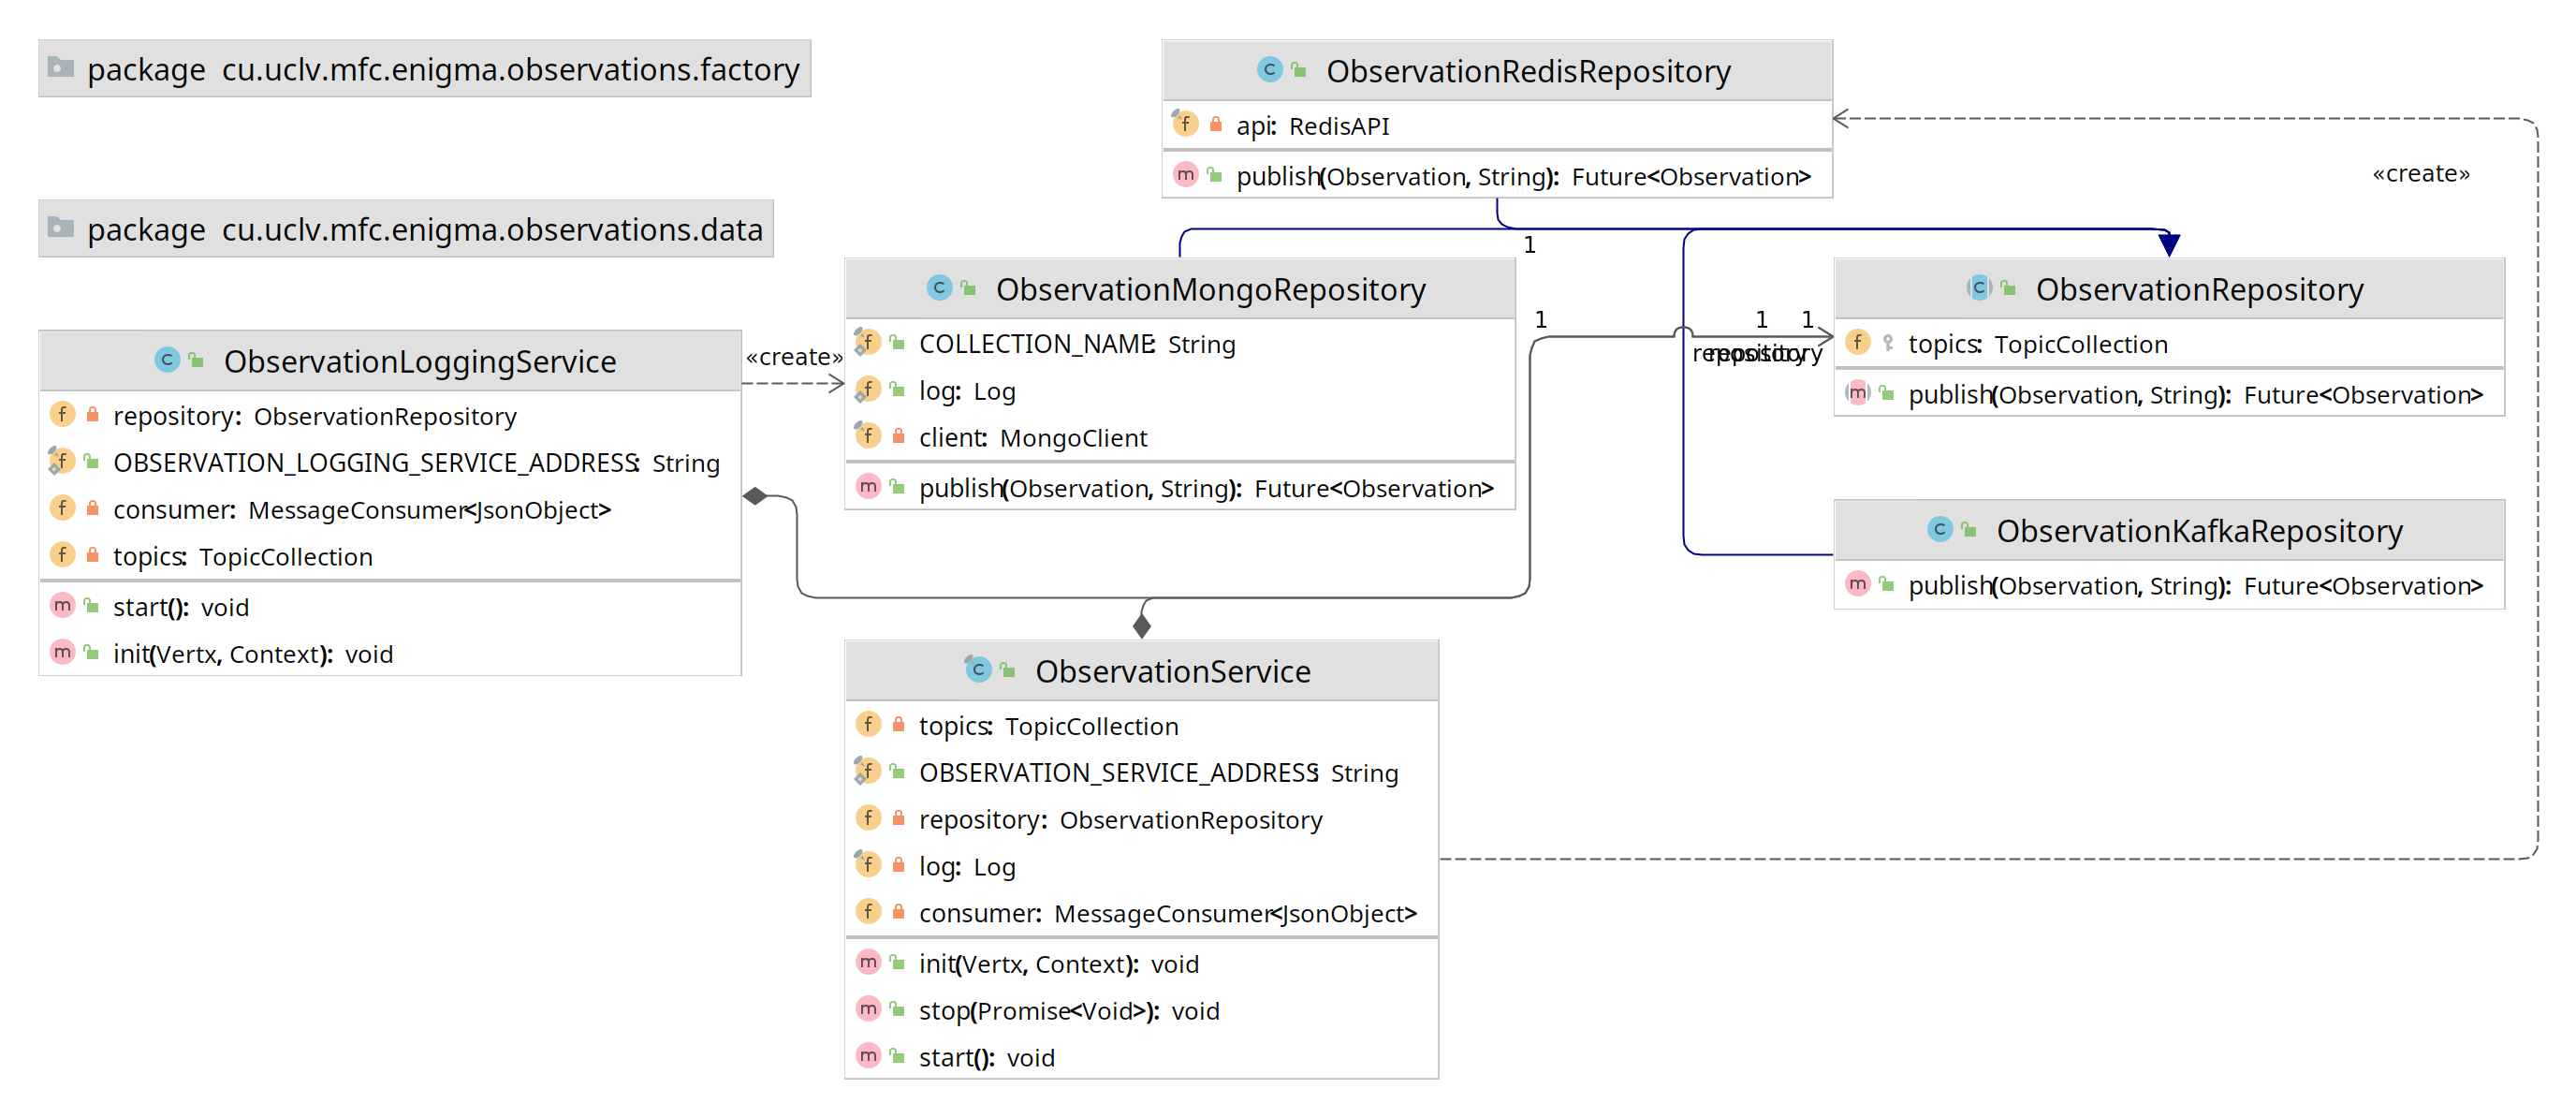 package cu.uclv.mfc.enigma.observations.factory
package cu.uclv.mfc.enigma.observations.data
ObservationRedisRepository
api: RedisAPI
publish(Observation, String): Future<Observation>
«create»
ObservationMongoRepository
COLLECTION_NAME: String
log: Log
client: MongoClient
publish(Observation, String): Future<Observation>
1
1
1
1
repository
repository
ObservationRepository
topics: TopicCollection
publish(Observation, String): Future<Observation>
ObservationLoggingService
repository: ObservationRepository
OBSERVATION_LOGGING_SERVICE_ADDRESS: String
consumer: MessageConsumer<JsonObject>
topics: TopicCollection
start(): void
init(Vertx, Context): void
«create»
ObservationKafkaRepository
publish(Observation, String): Future<Observation>
ObservationService
topics: TopicCollection
OBSERVATION_SERVICE_ADDRESS: String
repository: ObservationRepository
log: Log
consumer: MessageConsumer<JsonObject>
init(Vertx, Context): void
stop(Promise<Void>): void
start(): void